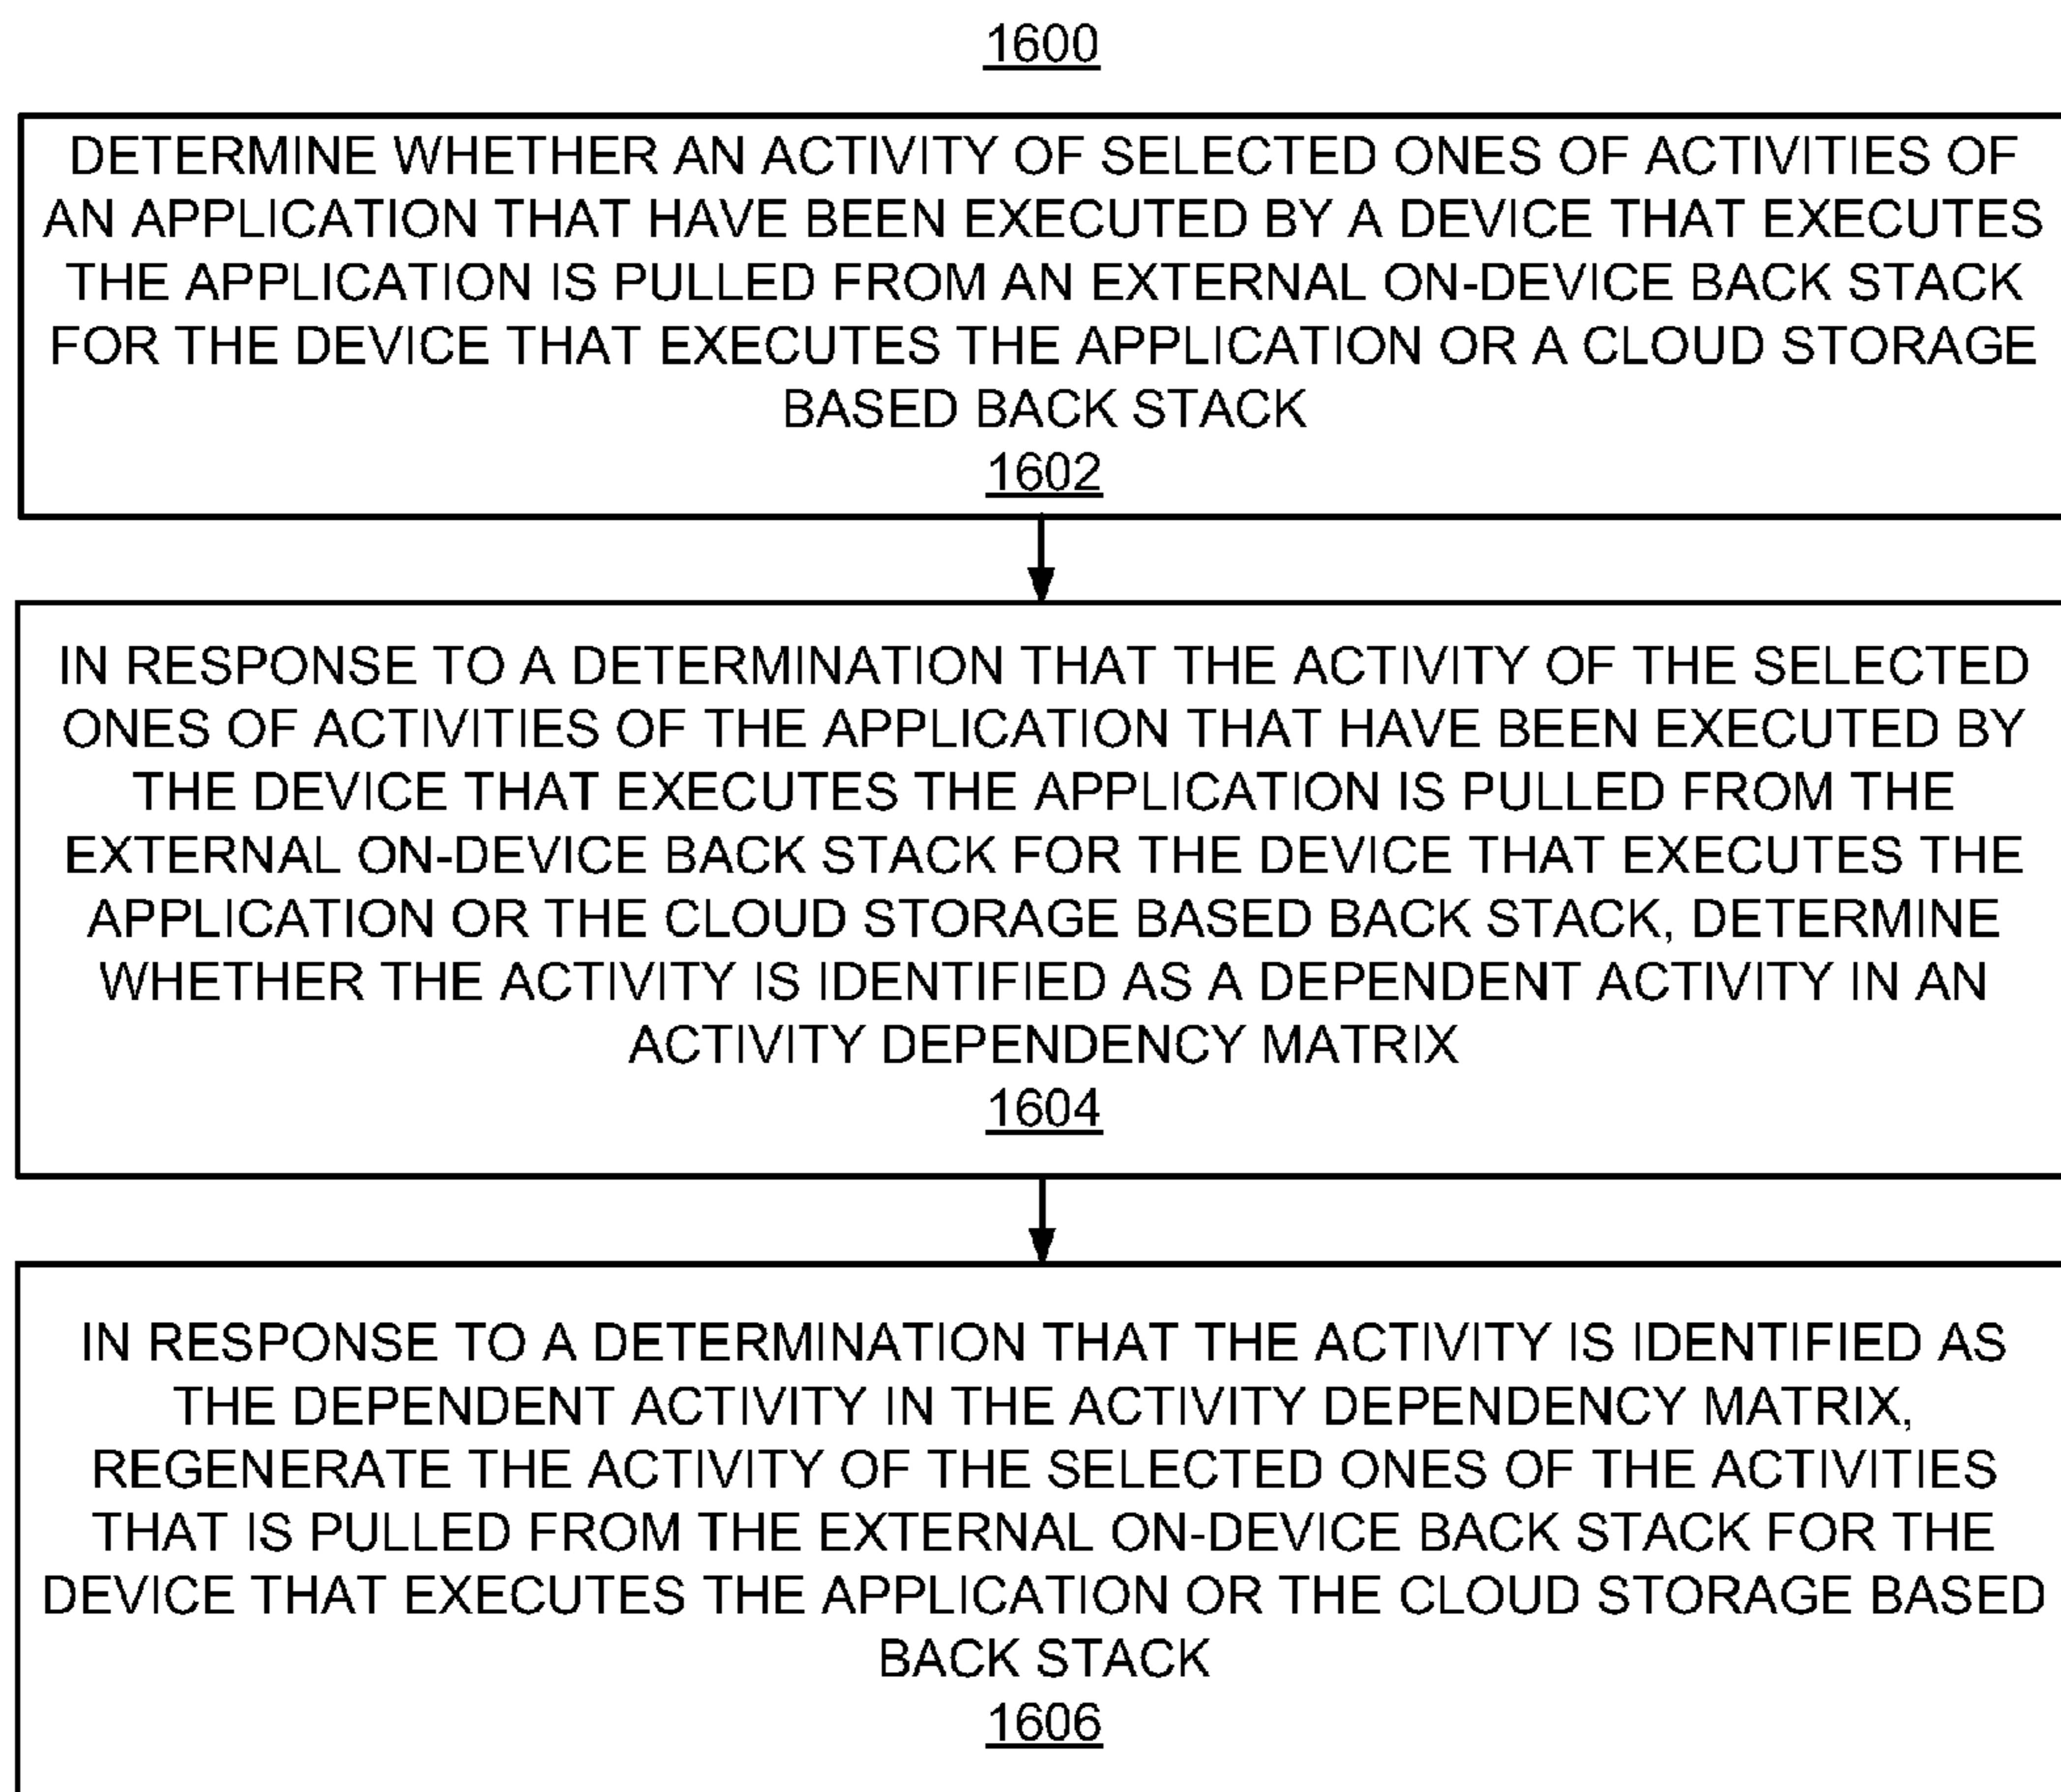 1600
DETERMINE WHETHER AN ACTIVITY OF SELECTED ONES OF ACTIVITIES OF
AN APPLICATION THAT HAVE BEEN EXECUTED BY A DEVICE THAT EXECUTES
THE APPLICATION IS PULLED FROM AN EXTERNAL ON-DEVICE BACK STACK
FOR THE DEVICE THAT EXECUTES THE APPLICATION OR A CLOUD STORAGE
BASED BACK STACK
1602
IN RESPONSE TO A DETERMINATION THAT THE ACTIVITY OF THE SELECTED
ONES OF ACTIVITIES OF THE APPLICATION THAT HAVE BEEN EXECUTED BY
THE DEVICE THAT EXECUTES THE APPLICATION IS PULLED FROM THE
EXTERNAL ON-DEVICE BACK STACK FOR THE DEVICE THAT EXECUTES THE
APPLICATION OR THE CLOUD STORAGE BASED BACK STACK, DETERMINE
WHETHER THE ACTIVITY IS IDENTIFIED AS A DEPENDENT ACTIVITY IN AN
ACTIVITY DEPENDENCY MATRIX
1604
IN RESPONSE TO A DETERMINATION THAT THE ACTIVITY IS IDENTIFIED AS
THE DEPENDENT ACTIVITY IN THE ACTIVITY DEPENDENCY MATRIX,
REGENERATE THE ACTIVITY OF THE SELECTED ONES OF THE ACTIVITIES
THAT IS PULLED FROM THE EXTERNAL ON-DEVICE BACK STACK FOR THE
DEVICE THAT EXECUTES THE APPLICATION OR THE CLOUD STORAGE BASED
BACK STACK
1606